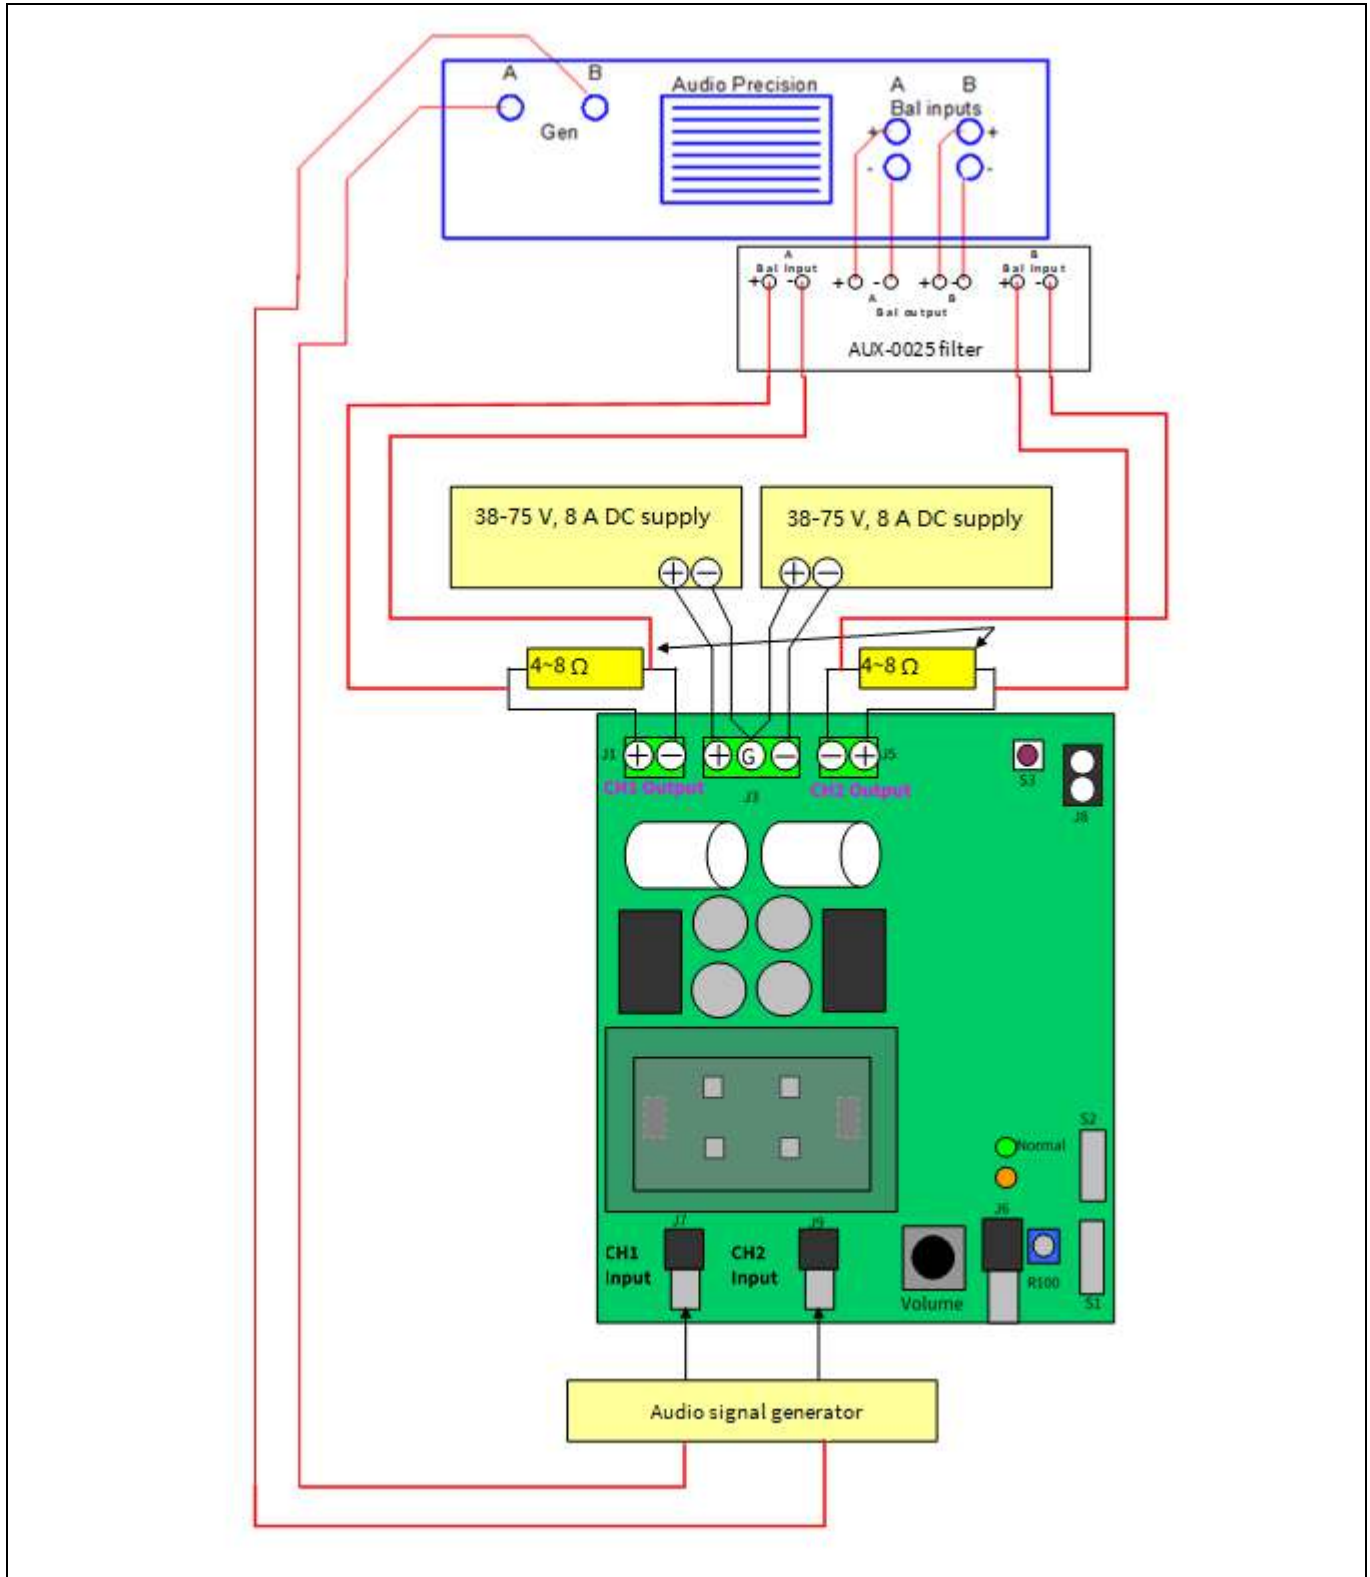 A B
Gen
Audio Precision
A B
Bal inputs
+ +
- -
A
Bal Input
+ -
+ - + -
A B
Bal output
B
Bal Input
+ -
AUX-0025 filter
38-75 V, 8 A DC supply
38-75 V, 8 A DC supply
+ −
+ −
4~8 Ω
4~8 Ω
J1
+ −
CH1 Output
+ G −
J3
− +
J5
CH2 Output
S3
J8
S2
Normal
J7
J9
J6
CH1
Input
CH2
Input
Volume
R100
S1
Audio signal generator